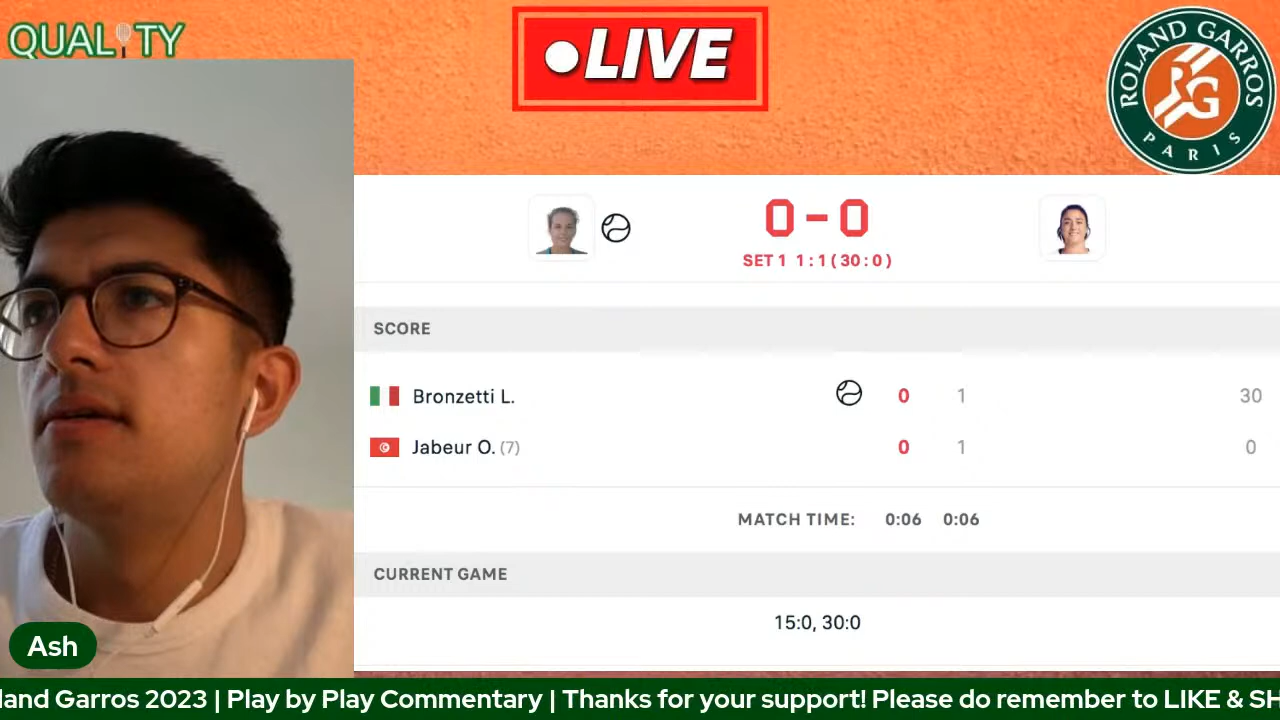 QUALITY
LIVE
ROLAND GARROS
RG
PARIS
0 - 0
SET 1 1 : 1 ( 30 : 0 )
SCORE
Bronzetti L. 0 1 30
Jabeur O. (7) 0 1 0
MATCH TIME: 0:06 0:06
CURRENT GAME
15:0, 30:0
Ash
land Garros 2023 | Play by Play Commentary | Thanks for your support! Please do remember to LIKE & SH